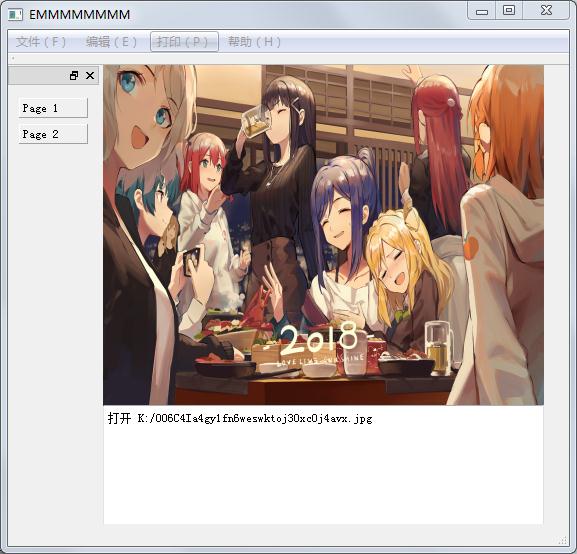 EMMMMMMMM
文件（F） 编辑（E） 打印（P） 帮助（H）
Page 1
Page 2
2018
LOVE LIVE SUNSHINE
打开 K:/006C4Ia4gy1fn6weswktoj30xc0j4avx.jpg